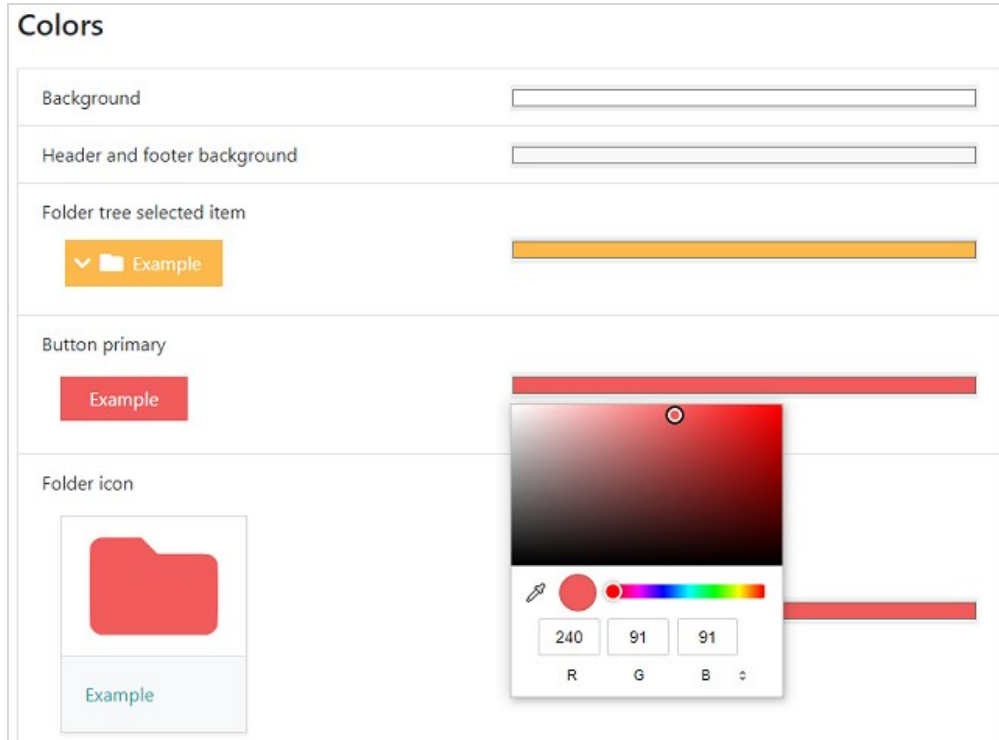 Colors
Background
Header and footer background
Folder tree selected item
Example
Button primary
Example
Folder icon
240 91 91
R G B
Example